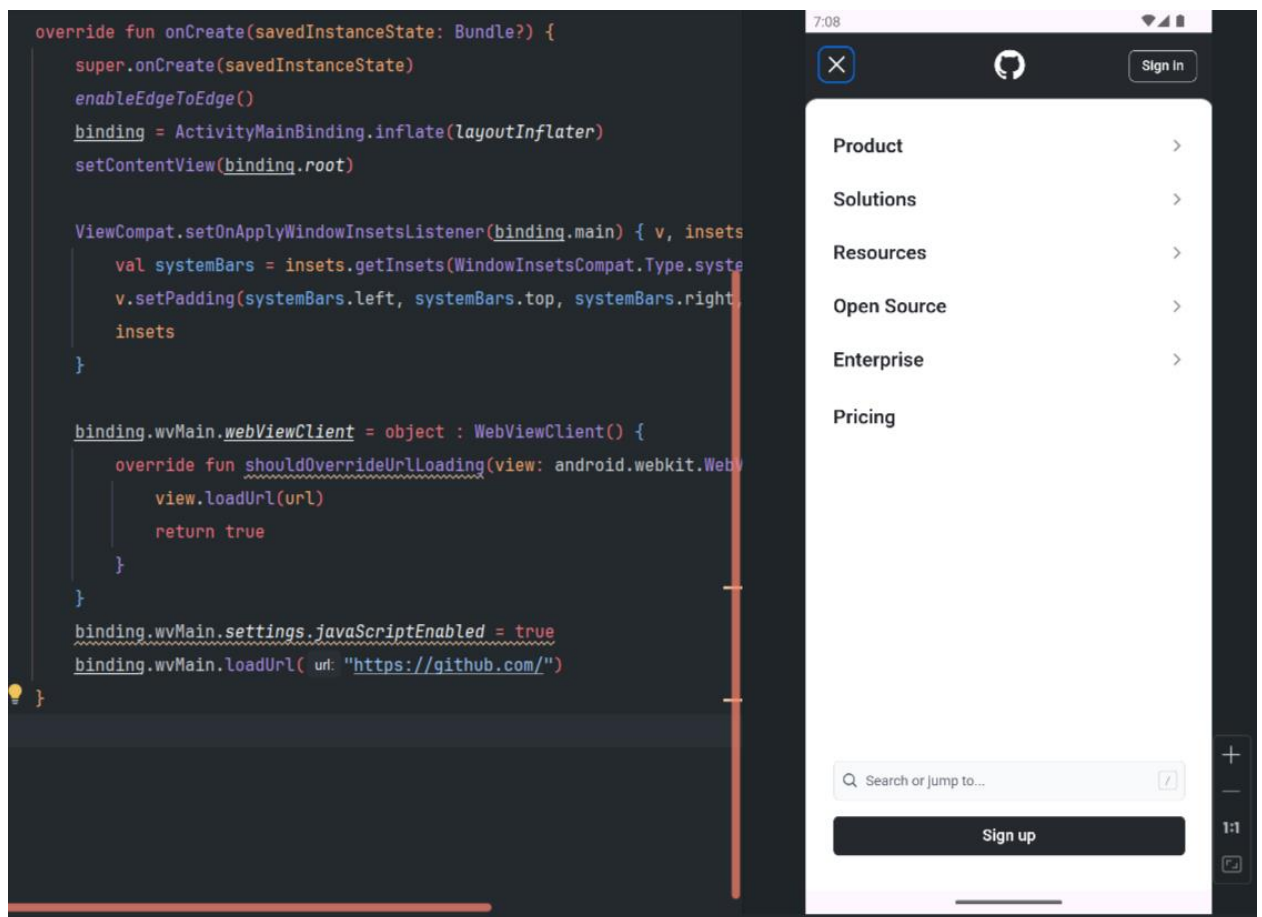 override fun onCreate(savedInstanceState: Bundle?) {
super.onCreate(savedInstanceState)
enableEdgeToEdge()
binding = ActivityMainBinding.inflate(layoutInflater)
setContentView(binding.root)
ViewCompat.setOnApplyWindowInsetsListener(binding.main) { v, insets
val systemBars = insets.getInsets(WindowInsetsCompat.Type.syste
v.setPadding(systemBars.left, systemBars.top, systemBars.right,
insets
}
binding.wvMain.webViewClient = object : WebViewClient() {
override fun shouldOverrideUrlLoading(view: android.webkit.WebV
view.loadUrl(url)
return true
}
}
binding.wvMain.settings.javaScriptEnabled = true
binding.wvMain.loadUrl( url: "https://github.com/")
}
7:08
Sign in
Product
Solutions
Resources
Open Source
Enterprise
Pricing
Search or jump to... /
Sign up
1:1